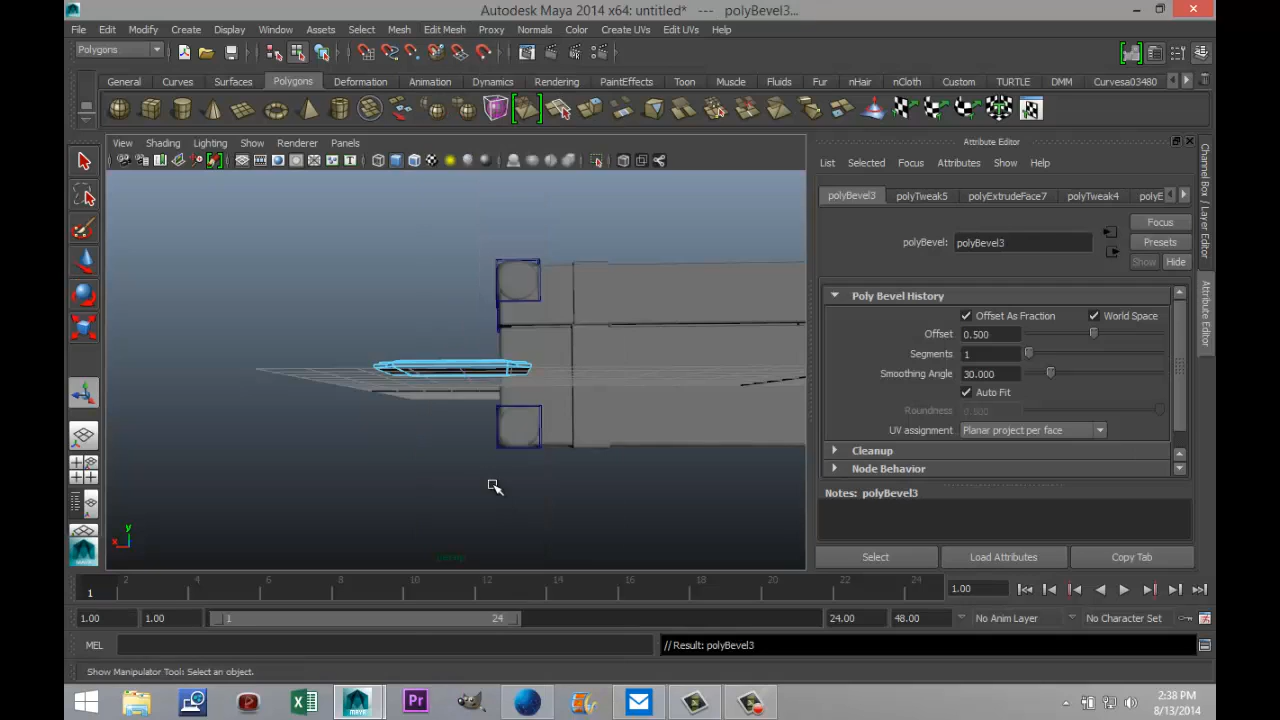 Autodesk Maya 2014 x64: untitled*   ---   polyBevel3...
File Edit Modify Create Display Window Assets Select Mesh Edit Mesh Proxy Normals Color Create UVs Edit UVs Help
Polygons
General Curves Surfaces Polygons Deformation Animation Dynamics Rendering PaintEffects Toon Muscle Fluids Fur nHair nCloth Custom TURTLE DMM Curvesa03480
View Shading Lighting Show Renderer Panels
Attribute Editor
List Selected Focus Attributes Show Help
polyBevel3 polyTweak5 polyExtrudeFace7 polyTweak4 polyE
Focus
polyBevel: polyBevel3
Presets
Show Hide
Poly Bevel History
Offset As Fraction World Space
Offset 0.500
Segments 1
Smoothing Angle 30.000
Auto Fit
Roundness 0.500
UV assignment Planar project per face
Cleanup
Node Behavior
Notes: polyBevel3
Select Load Attributes Copy Tab
Channel Box / Layer Editor
Attribute Editor
y
x
persp
2 4 6 8 10 12 14 16 18 20 22 24
1
1.00
1.00 1.00 1 24 24.00 48.00 No Anim Layer No Character Set
MEL
// Result: polyBevel3
Show Manipulator Tool: Select an object.
MAYA
Pr
2:38 PM
8/13/2014